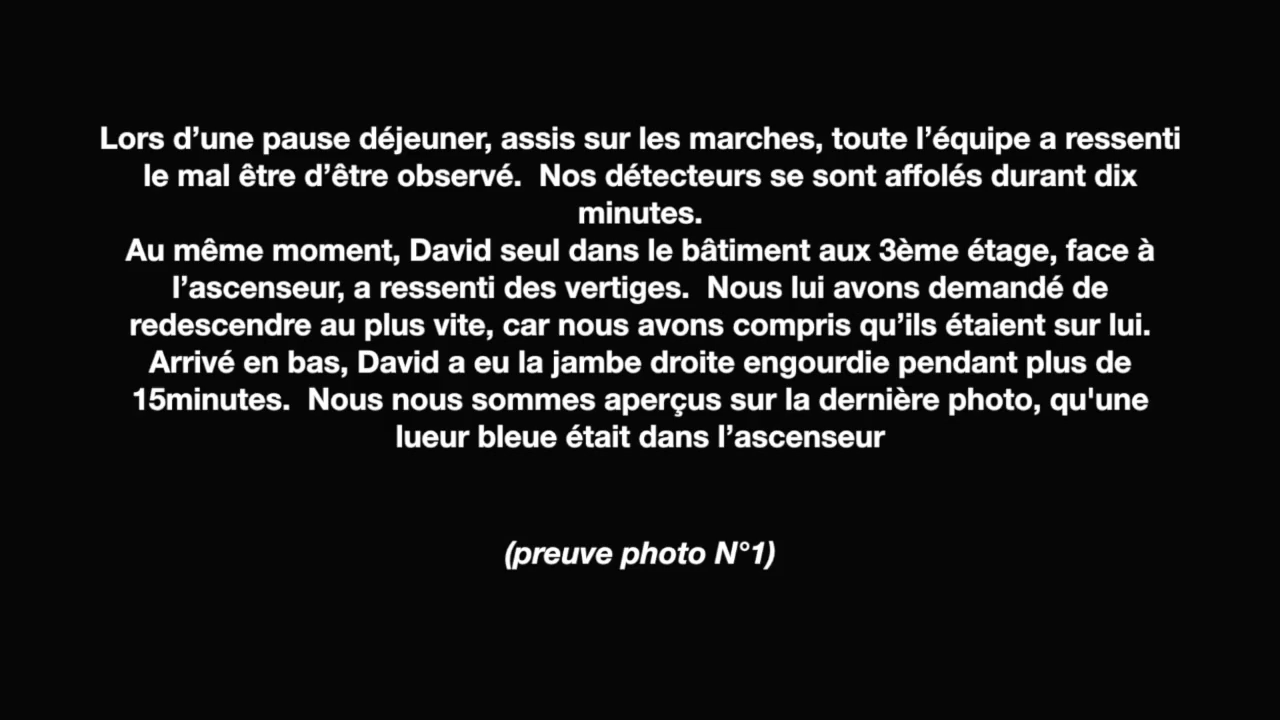 Lors d’une pause déjeuner, assis sur les marches, toute l’équipe a ressenti
le mal être d’être observé.  Nos détecteurs se sont affolés durant dix
minutes.
Au même moment, David seul dans le bâtiment aux 3ème étage, face à
l’ascenseur, a ressenti des vertiges.  Nous lui avons demandé de
redescendre au plus vite, car nous avons compris qu’ils étaient sur lui.
Arrivé en bas, David a eu la jambe droite engourdie pendant plus de
15minutes.  Nous nous sommes aperçus sur la dernière photo, qu'une
lueur bleue était dans l’ascenseur
(preuve photo N°1)